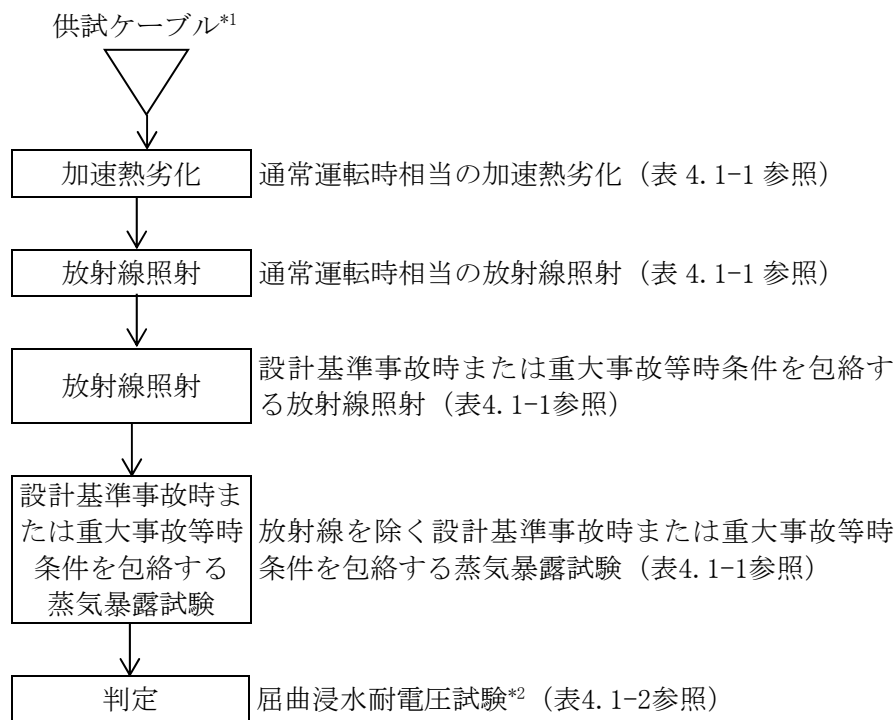 供試ケーブル*1
加速熱劣化 通常運転時相当の加速熱劣化(表 4.1-1 参照)
放射線照射 通常運転時相当の放射線照射(表 4.1-1 参照)
放射線照射
設計基準事故時または重大事故等時条件を包絡す
る放射線照射(表4.1-1参照)
設計基準事故時ま
たは重大事故等時
条件を包絡する
蒸気暴露試験
放射線を除く設計基準事故時または重大事故等時
条件を包絡する蒸気暴露試験(表4.1-1参照)
判定 屈曲浸水耐電圧試験*2(表4.1-2参照)